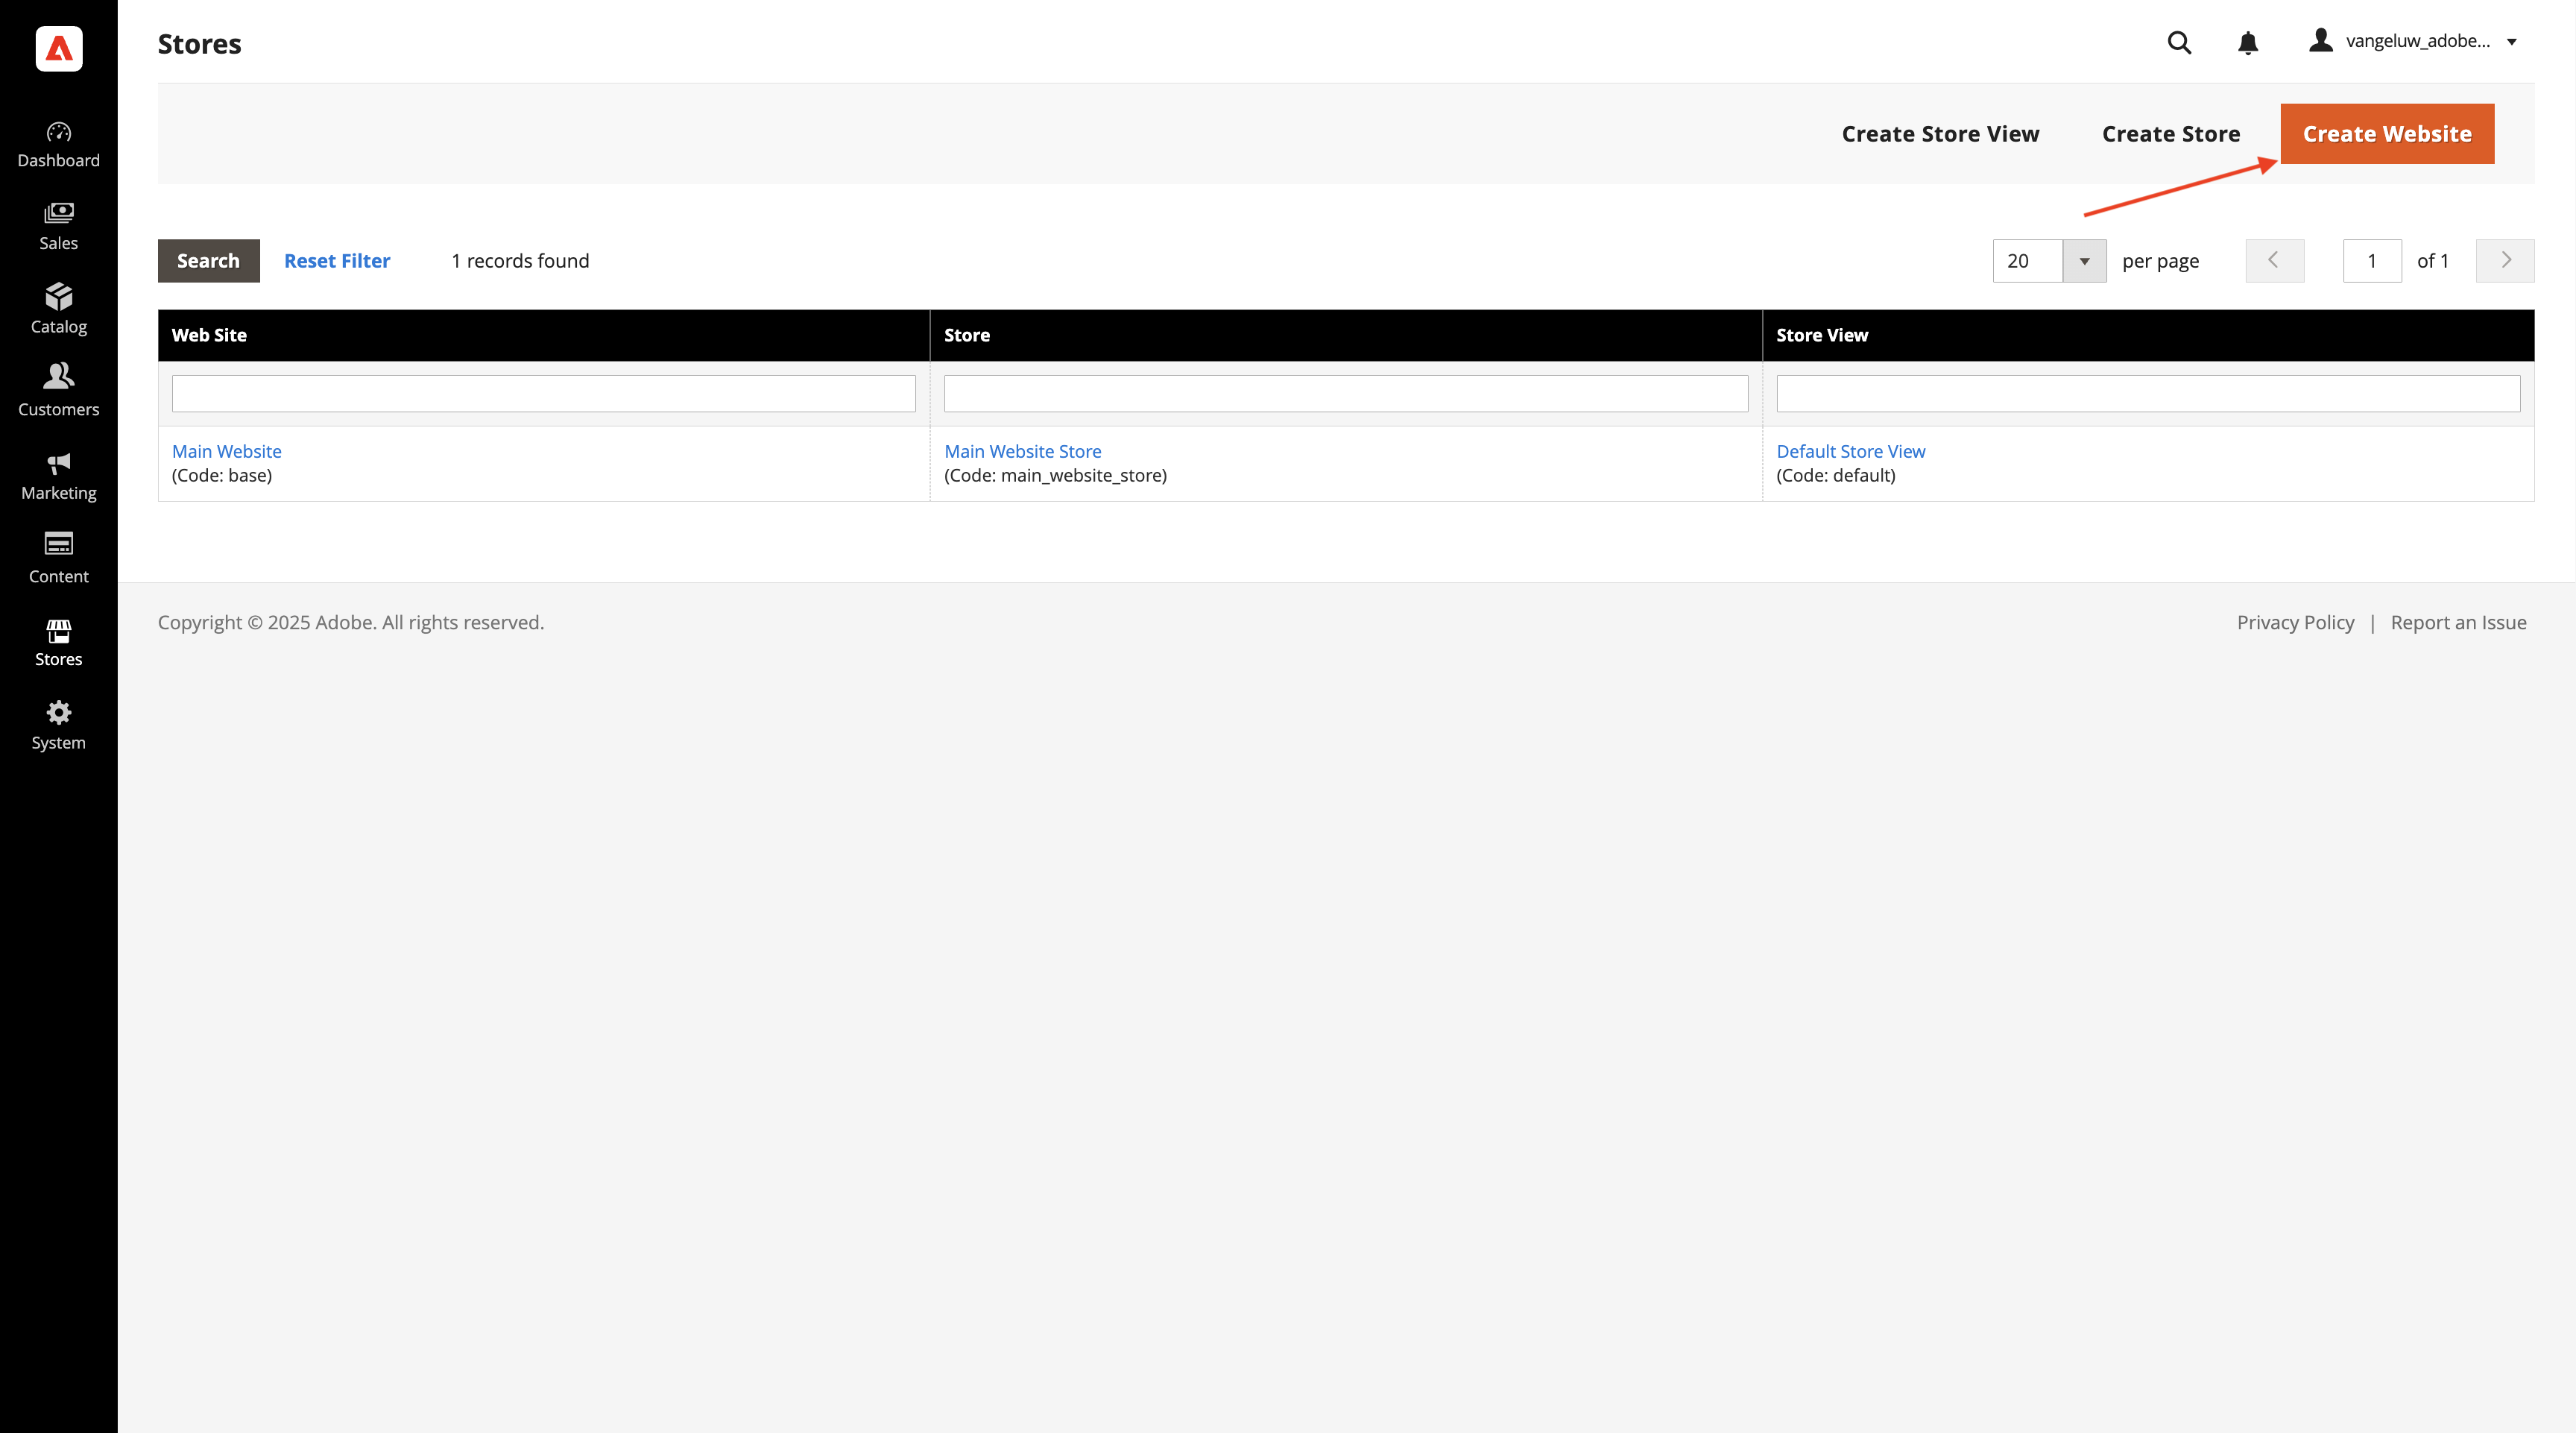 Stores
vangeluw_adobe...
Create Store View Create Store Create Website
Search Reset Filter 1 records found 20 per page 1 of 1
Web Site Store Store View
Main Website Main Website Store Default Store View
(Code: base) (Code: main_website_store) (Code: default)
Copyright © 2025 Adobe. All rights reserved. Privacy Policy | Report an Issue
Dashboard
Sales
Catalog
Customers
Marketing
Content
Stores
System